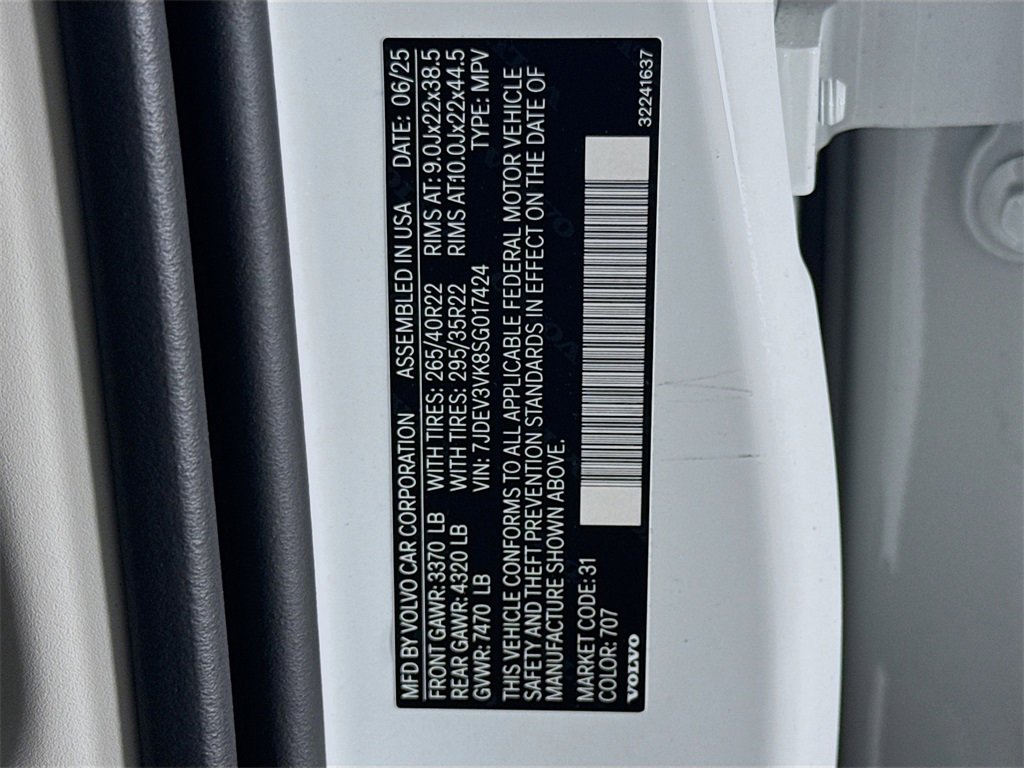 MFD BY VOLVO CAR CORPORATION ASSEMBLED IN USA DATE: 06/25
FRONT GAWR:3370 LB WITH TIRES: 265/40R22 RIMS AT: 9.0Jx22x38.5
REAR GAWR: 4320 LB WITH TIRES: 295/35R22 RIMS AT:10.0Jx22x44.5
GVWR: 7470 LB VIN: 7JDEV3VK8SG017424 TYPE: MPV
THIS VEHICLE CONFORMS TO ALL APPLICABLE FEDERAL MOTOR VEHICLE
SAFETY AND THEFT PREVENTION STANDARDS IN EFFECT ON THE DATE OF
MANUFACTURE SHOWN ABOVE.
MARKET CODE: 31
COLOR: 707
VOLVO
32241637